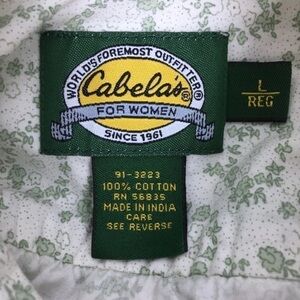 WORLD'S FOREMOST OUTFITTER®
Cabela's®
FOR WOMEN
SINCE 1961
L
REG
91-3223
100% COTTON
RN 56835
MADE IN INDIA
CARE
SEE REVERSE